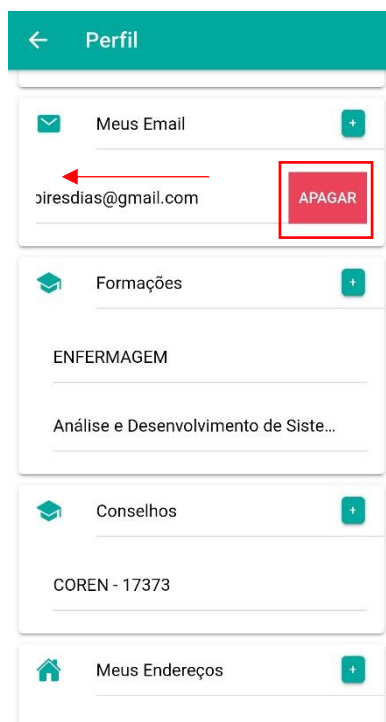 Perfil
Meus Email
+
piresdias@gmail.com
APAGAR
Formações
+
ENFERMAGEM
Análise e Desenvolvimento de Siste...
Conselhos
+
COREN - 17373
Meus Endereços
+